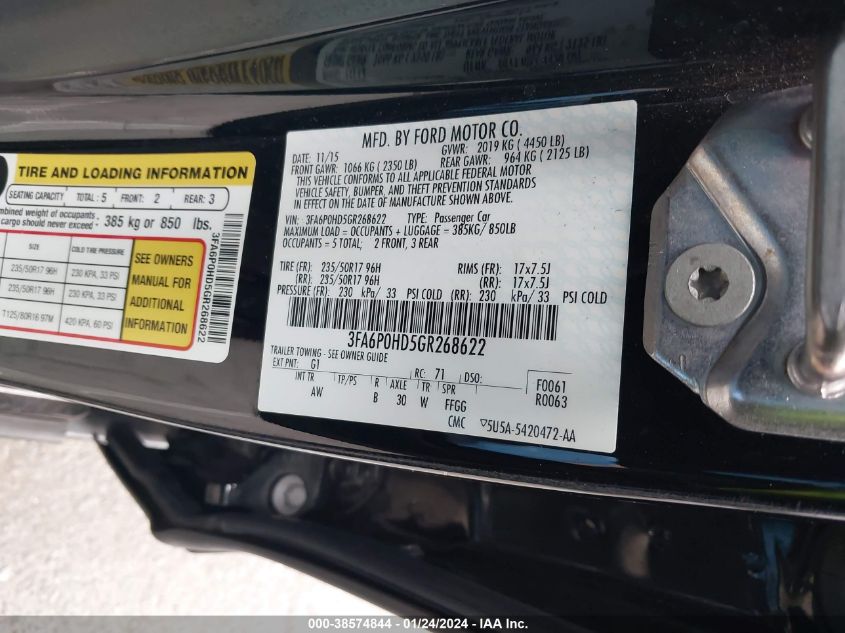 MFD. BY FORD MOTOR CO.
DATE: 11/15 GVWR: 2019 KG ( 4450 LB)
FRONT GAWR: 1066 KG ( 2350 LB) REAR GAWR: 964 KG ( 2125 LB)
THIS VEHICLE CONFORMS TO ALL APPLICABLE FEDERAL MOTOR
VEHICLE SAFETY, BUMPER, AND THEFT PREVENTION STANDARDS
IN EFFECT ON THE DATE OF MANUFACTURE SHOWN ABOVE.
VIN: 3FA6P0HD5GR268622 TYPE: Passenger Car
MAXIMUM LOAD = OCCUPANTS + LUGGAGE = 385KG/ 850LB
OCCUPANTS = 5 TOTAL; 2 FRONT, 3 REAR
TIRE (FR): 235/50R17 96H RIMS (FR): 17x7.5J
(RR): 235/50R17 96H (RR): 17x7.5J
PRESSURE (FR): 230 kPa/ 33 PSI COLD (RR): 230 kPa/ 33 PSI COLD
3FA6P0HD5GR268622
TRAILER TOWING - SEE OWNER GUIDE
EXT PNT: G1 RC: 71 DSO: F0061
INT TR TP/PS R AXLE TR SPR R0063
AW B 30 W FFGG
CMC 5U5A-5420472-AA
TIRE AND LOADING INFORMATION
SEATING CAPACITY TOTAL: 5 FRONT: 2 REAR: 3
combined weight of occupants
cargo should never exceed - 385 kg or 850 lbs.
SIZE COLD TIRE PRESSURE
235/50R17 96H 230 KPA, 33 PSI
235/50R17 96H 230 KPA, 33 PSI
T125/80R16 97M 420 KPA, 60 PSI
SEE OWNERS
MANUAL FOR
ADDITIONAL
INFORMATION
3FA6P0HD5GR268622
000-38574844 - 01/24/2024 - IAAI.com.